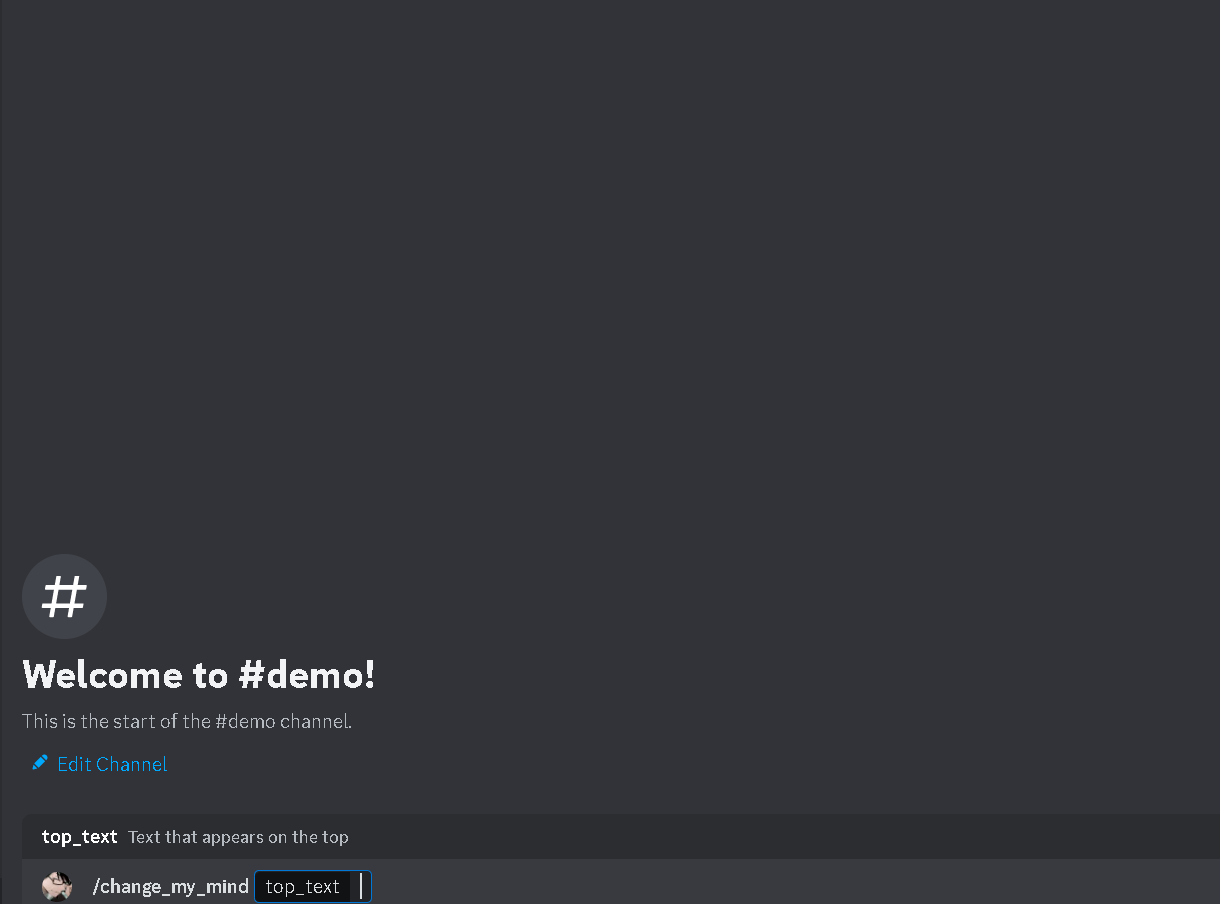 #
Welcome to #demo!
This is the start of the #demo channel.
Edit Channel
top_text Text that appears on the top
/change_my_mind top_text